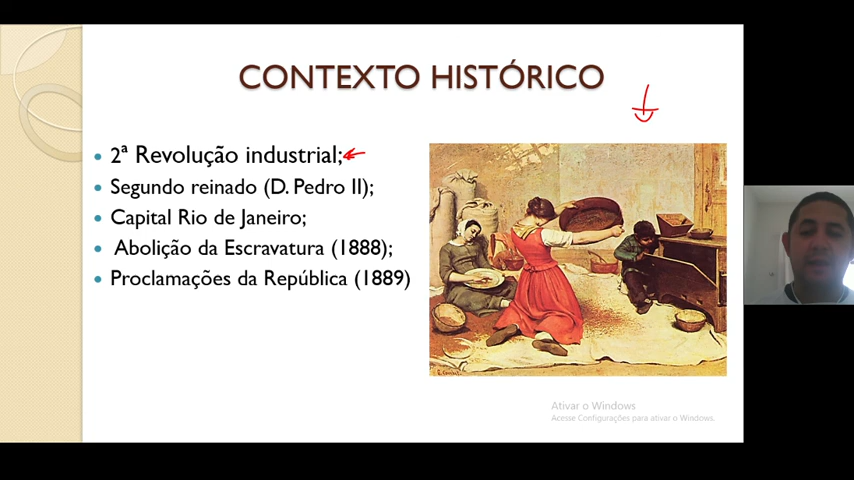 CONTEXTO HISTÓRICO
2ª Revolução industrial;
Segundo reinado (D. Pedro II);
Capital Rio de Janeiro;
Abolição da Escravatura (1888);
Proclamações da República (1889)
G. Courbet.
Ativar o Windows
Acesse Configurações para ativar o Windows.